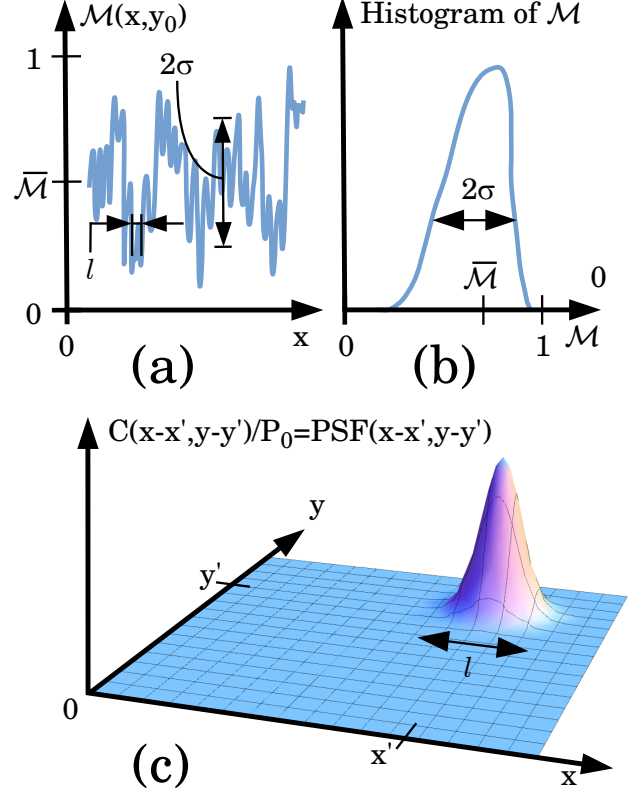 ℳ(x,y₀)
2σ
1
ℳ̅
l
0
0
x
(a)
Histogram of ℳ
2σ
ℳ̅
0
0
1
ℳ
(b)
C(x-x',y-y')/P₀=PSF(x-x',y-y')
y
y'
l
0
x'
x
(c)